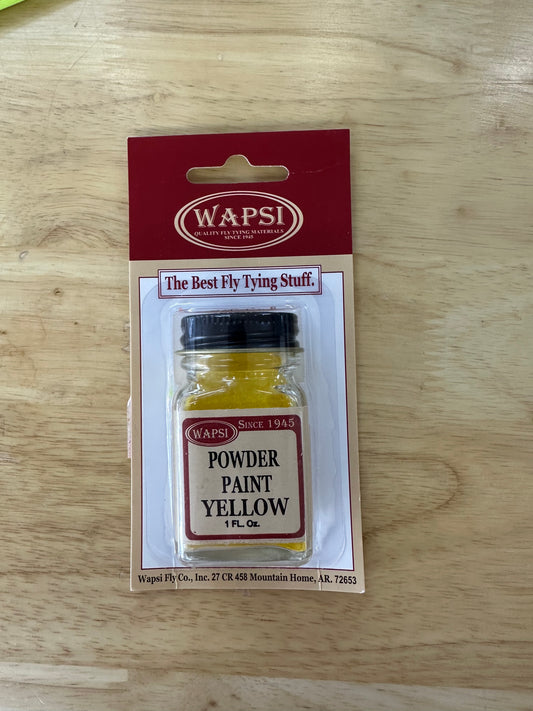 WAPSI
QUALITY FLY TYING MATERIALS
SINCE 1945
The Best Fly Tying Stuff.
WAPSI
SINCE 1945
POWDER
PAINT
YELLOW
1 FL. Oz.
Wapsi Fly Co., Inc. 27 CR 458 Mountain Home, AR. 72653